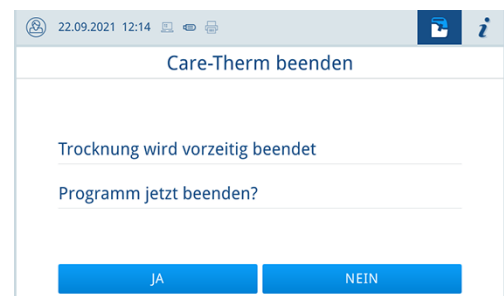 22.09.2021 12:14
i
Care-Therm beenden
Trocknung wird vorzeitig beendet
Programm jetzt beenden?
JA NEIN